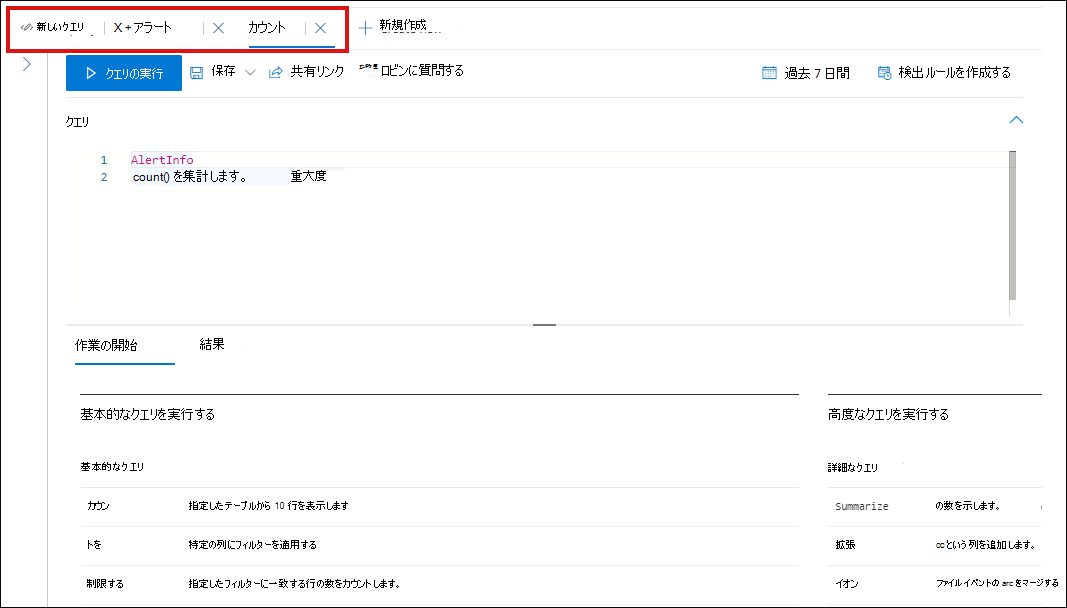 新しいクエリ X + アラート カウント 新規作成
クエリの実行 保存 共有リンク ロビンに質問する 過去 7 日間 検出ルールを作成する
クエリ
1 AlertInfo
2 count() を集計します。 重大度
作業の開始 結果
基本的なクエリを実行する 高度なクエリを実行する
基本的なクエリ 詳細なクエリ
カウン 指定したテーブルから 10 行を表示します Summarize の数を示します。
トを 特定の列にフィルターを適用する 拡張 ccという列を追加します。
制限する 指定したフィルターに一致する行の数をカウントします。 イオン ファイル イベントの arc をマージする